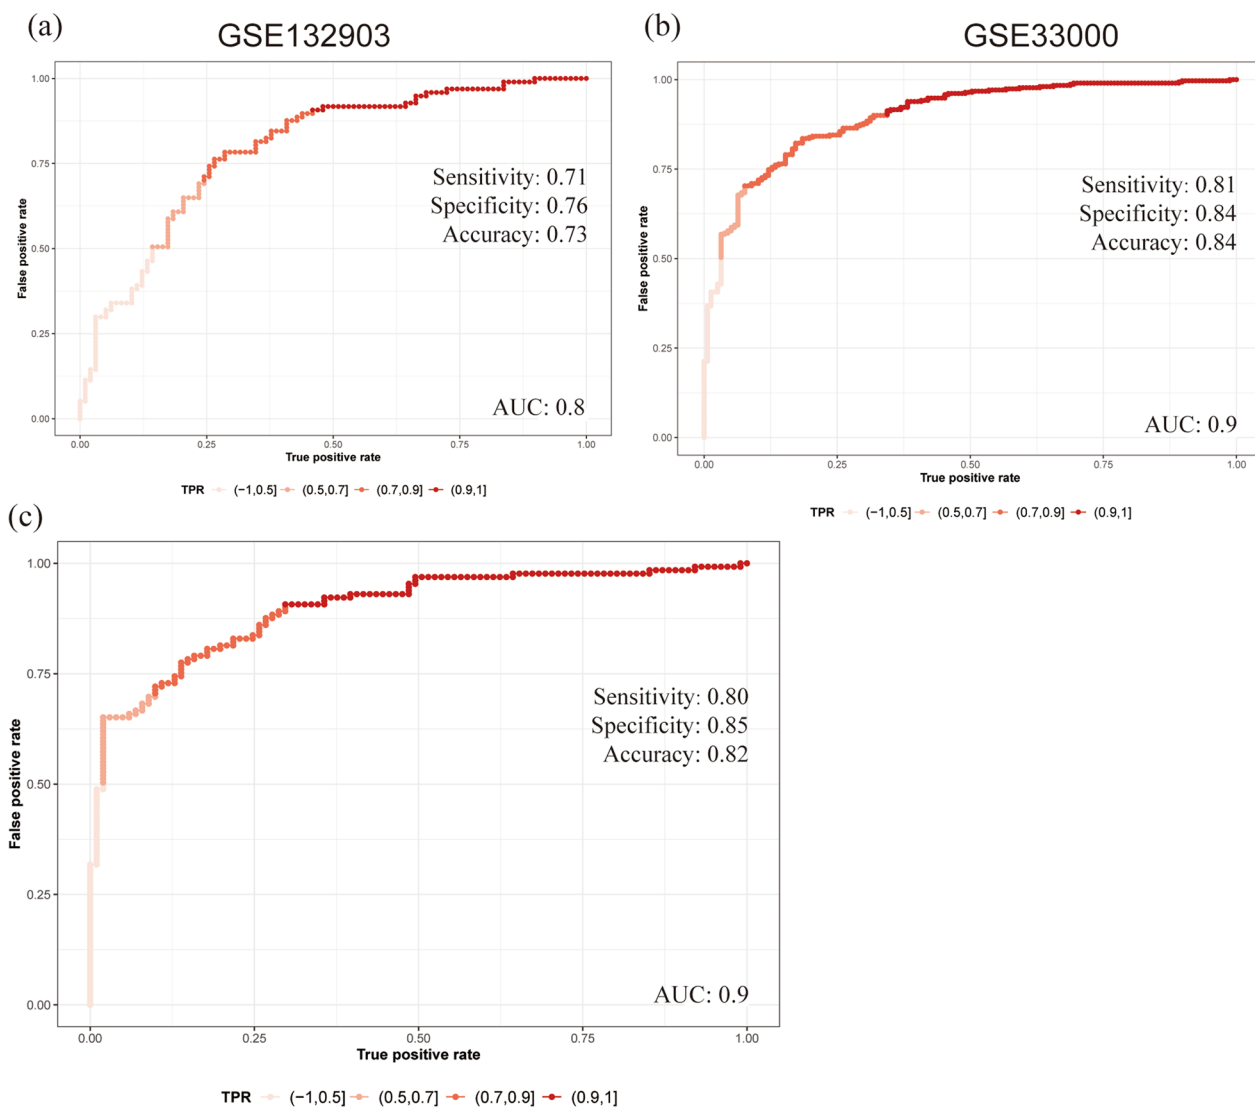 (a)
GSE132903
1.00
0.75
0.50
0.25
0.00
False positive rate
Sensitivity: 0.71
Specificity: 0.76
Accuracy: 0.73
AUC: 0.8
0.00 0.25 0.50 0.75 1.00
True positive rate
TPR (−1,0.5] (0.5,0.7] (0.7,0.9] (0.9,1]
(b)
GSE33000
1.00
0.75
0.50
0.25
0.00
False positive rate
Sensitivity: 0.81
Specificity: 0.84
Accuracy: 0.84
AUC: 0.9
0.00 0.25 0.50 0.75 1.00
True positive rate
TPR (−1,0.5] (0.5,0.7] (0.7,0.9] (0.9,1]
(c)
1.00
0.75
0.50
0.25
0.00
False positive rate
Sensitivity: 0.80
Specificity: 0.85
Accuracy: 0.82
AUC: 0.9
0.00 0.25 0.50 0.75 1.00
True positive rate
TPR (−1,0.5] (0.5,0.7] (0.7,0.9] (0.9,1]